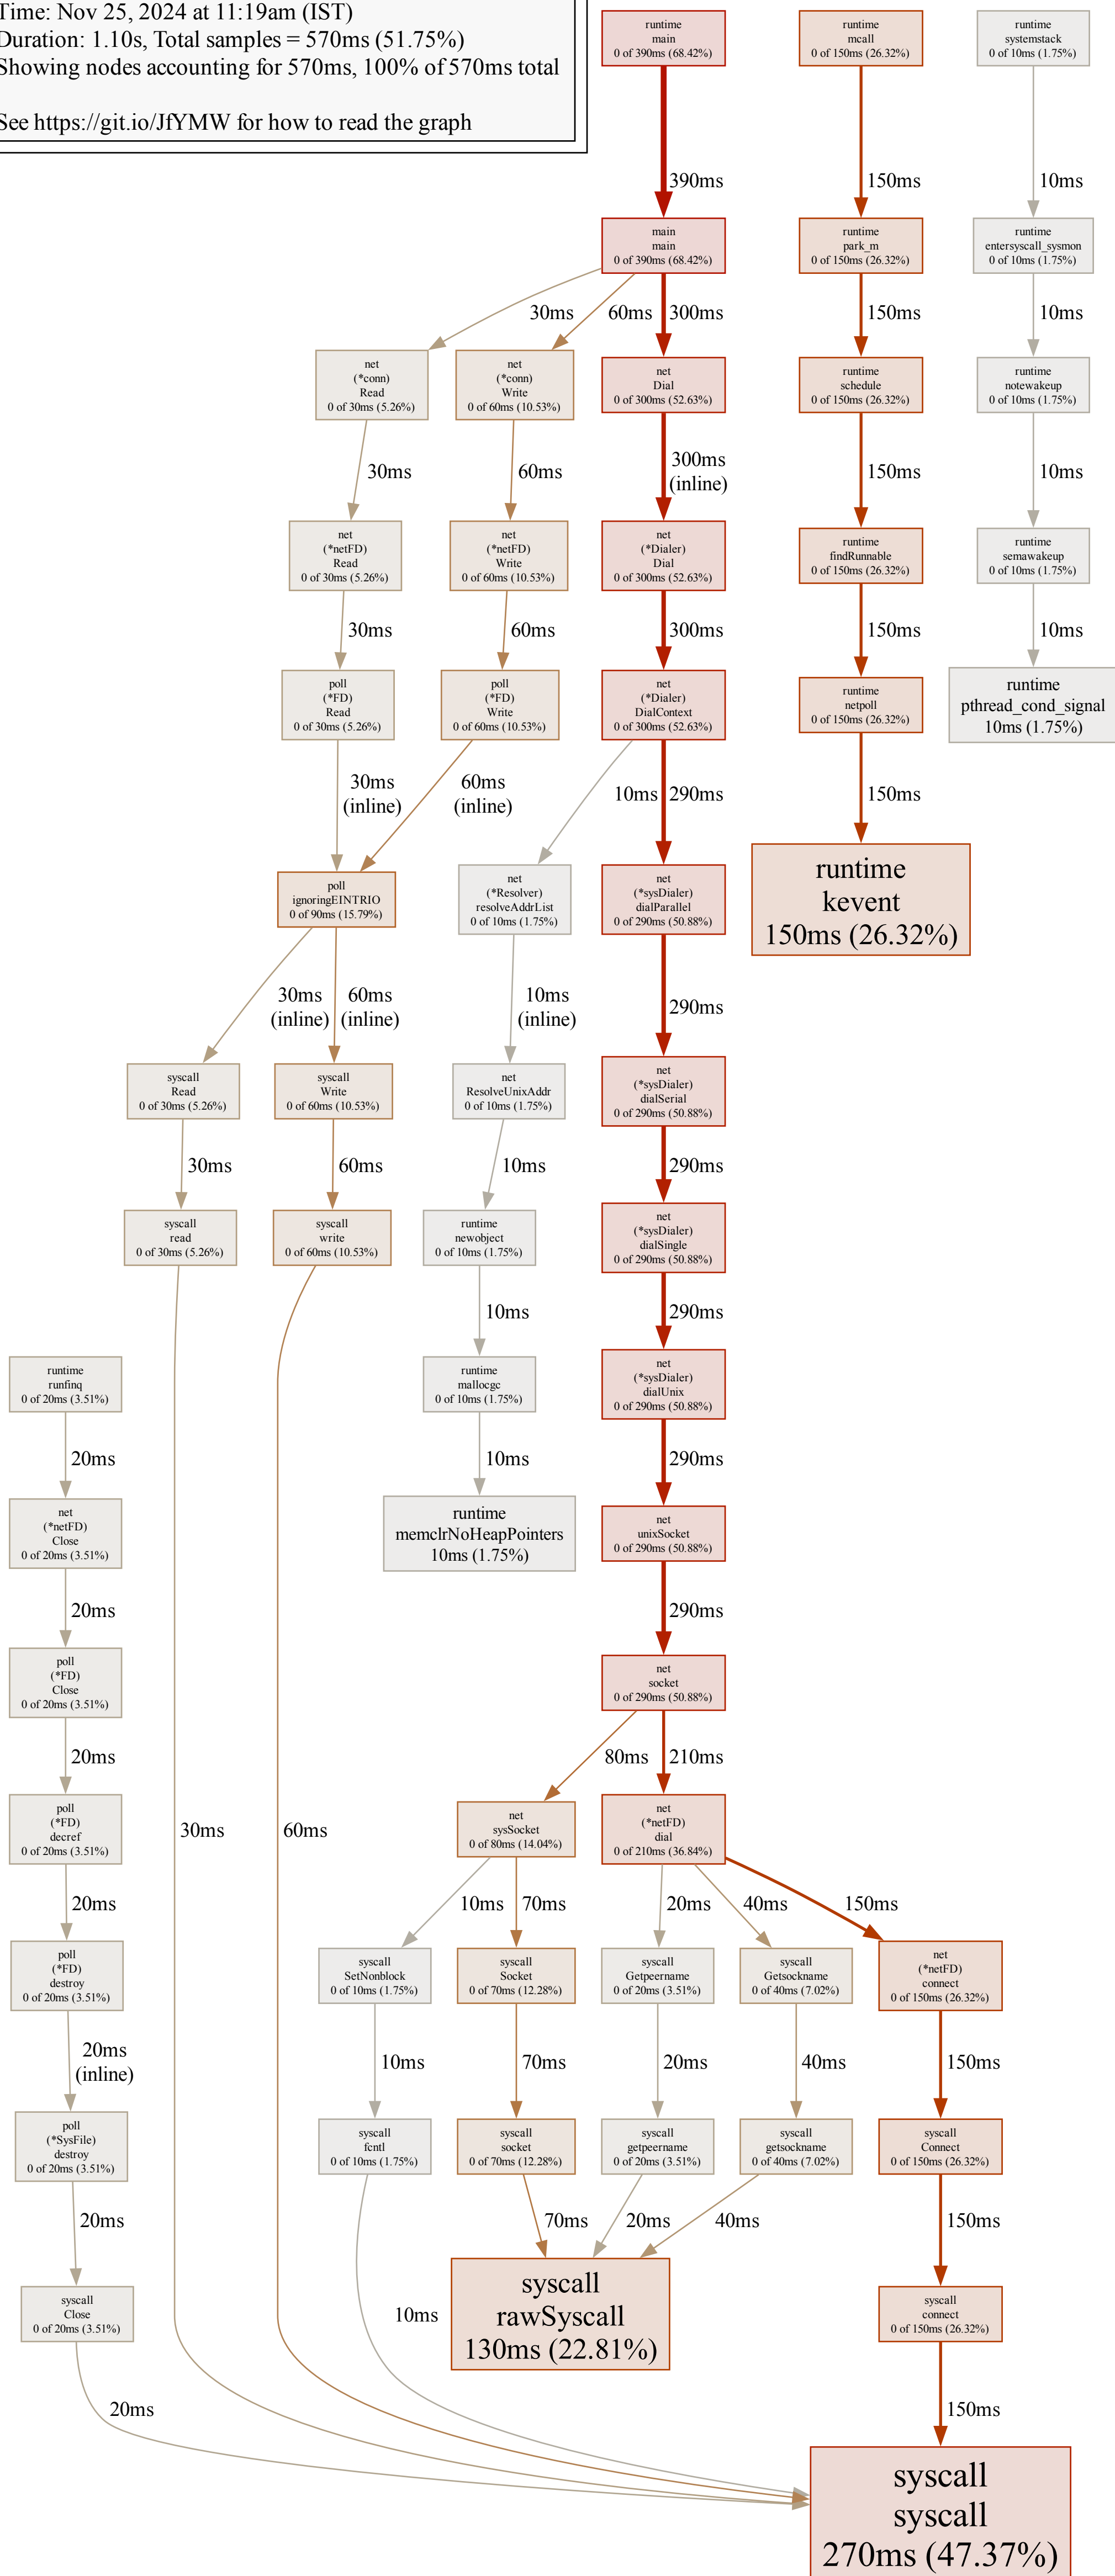 Time: Nov 25, 2024 at 11:19am (IST)
Duration: 1.10s, Total samples = 570ms (51.75%)
Showing nodes accounting for 570ms, 100% of 570ms total
See https://git.io/JfYMW for how to read the graph
runtime
main
0 of 390ms (68.42%)
runtime
mcall
0 of 150ms (26.32%)
runtime
systemstack
0 of 10ms (1.75%)
390ms
150ms
10ms
main
main
0 of 390ms (68.42%)
runtime
park_m
0 of 150ms (26.32%)
runtime
entersyscall_sysmon
0 of 10ms (1.75%)
30ms
60ms
300ms
150ms
10ms
net
(*conn)
Read
0 of 30ms (5.26%)
net
(*conn)
Write
0 of 60ms (10.53%)
net
Dial
0 of 300ms (52.63%)
runtime
schedule
0 of 150ms (26.32%)
runtime
notewakeup
0 of 10ms (1.75%)
30ms
60ms
300ms
(inline)
150ms
10ms
net
(*netFD)
Read
0 of 30ms (5.26%)
net
(*netFD)
Write
0 of 60ms (10.53%)
net
(*Dialer)
Dial
0 of 300ms (52.63%)
runtime
findRunnable
0 of 150ms (26.32%)
runtime
semawakeup
0 of 10ms (1.75%)
30ms
60ms
300ms
150ms
10ms
poll
(*FD)
Read
0 of 30ms (5.26%)
poll
(*FD)
Write
0 of 60ms (10.53%)
net
(*Dialer)
DialContext
0 of 300ms (52.63%)
runtime
netpoll
0 of 150ms (26.32%)
runtime
pthread_cond_signal
10ms (1.75%)
30ms
(inline)
60ms
(inline)
10ms
290ms
150ms
poll
ignoringEINTRIO
0 of 90ms (15.79%)
net
(*Resolver)
resolveAddrList
0 of 10ms (1.75%)
net
(*sysDialer)
dialParallel
0 of 290ms (50.88%)
runtime
kevent
150ms (26.32%)
30ms
(inline)
60ms
(inline)
10ms
(inline)
290ms
syscall
Read
0 of 30ms (5.26%)
syscall
Write
0 of 60ms (10.53%)
net
ResolveUnixAddr
0 of 10ms (1.75%)
net
(*sysDialer)
dialSerial
0 of 290ms (50.88%)
30ms
60ms
10ms
290ms
syscall
read
0 of 30ms (5.26%)
syscall
write
0 of 60ms (10.53%)
runtime
newobject
0 of 10ms (1.75%)
net
(*sysDialer)
dialSingle
0 of 290ms (50.88%)
10ms
290ms
runtime
runfinq
0 of 20ms (3.51%)
runtime
mallocgc
0 of 10ms (1.75%)
net
(*sysDialer)
dialUnix
0 of 290ms (50.88%)
20ms
10ms
290ms
net
(*netFD)
Close
0 of 20ms (3.51%)
runtime
memclrNoHeapPointers
10ms (1.75%)
net
unixSocket
0 of 290ms (50.88%)
20ms
290ms
poll
(*FD)
Close
0 of 20ms (3.51%)
net
socket
0 of 290ms (50.88%)
20ms
80ms
210ms
poll
(*FD)
decref
0 of 20ms (3.51%)
30ms
60ms
net
sysSocket
0 of 80ms (14.04%)
net
(*netFD)
dial
0 of 210ms (36.84%)
20ms
10ms
70ms
20ms
40ms
150ms
poll
(*FD)
destroy
0 of 20ms (3.51%)
syscall
SetNonblock
0 of 10ms (1.75%)
syscall
Socket
0 of 70ms (12.28%)
syscall
Getpeername
0 of 20ms (3.51%)
syscall
Getsockname
0 of 40ms (7.02%)
net
(*netFD)
connect
0 of 150ms (26.32%)
20ms
(inline)
10ms
70ms
20ms
40ms
150ms
poll
(*SysFile)
destroy
0 of 20ms (3.51%)
syscall
fcntl
0 of 10ms (1.75%)
syscall
socket
0 of 70ms (12.28%)
syscall
getpeername
0 of 20ms (3.51%)
syscall
getsockname
0 of 40ms (7.02%)
syscall
Connect
0 of 150ms (26.32%)
20ms
70ms
20ms
40ms
150ms
syscall
Close
0 of 20ms (3.51%)
10ms
syscall
rawSyscall
130ms (22.81%)
syscall
connect
0 of 150ms (26.32%)
20ms
150ms
syscall
syscall
270ms (47.37%)